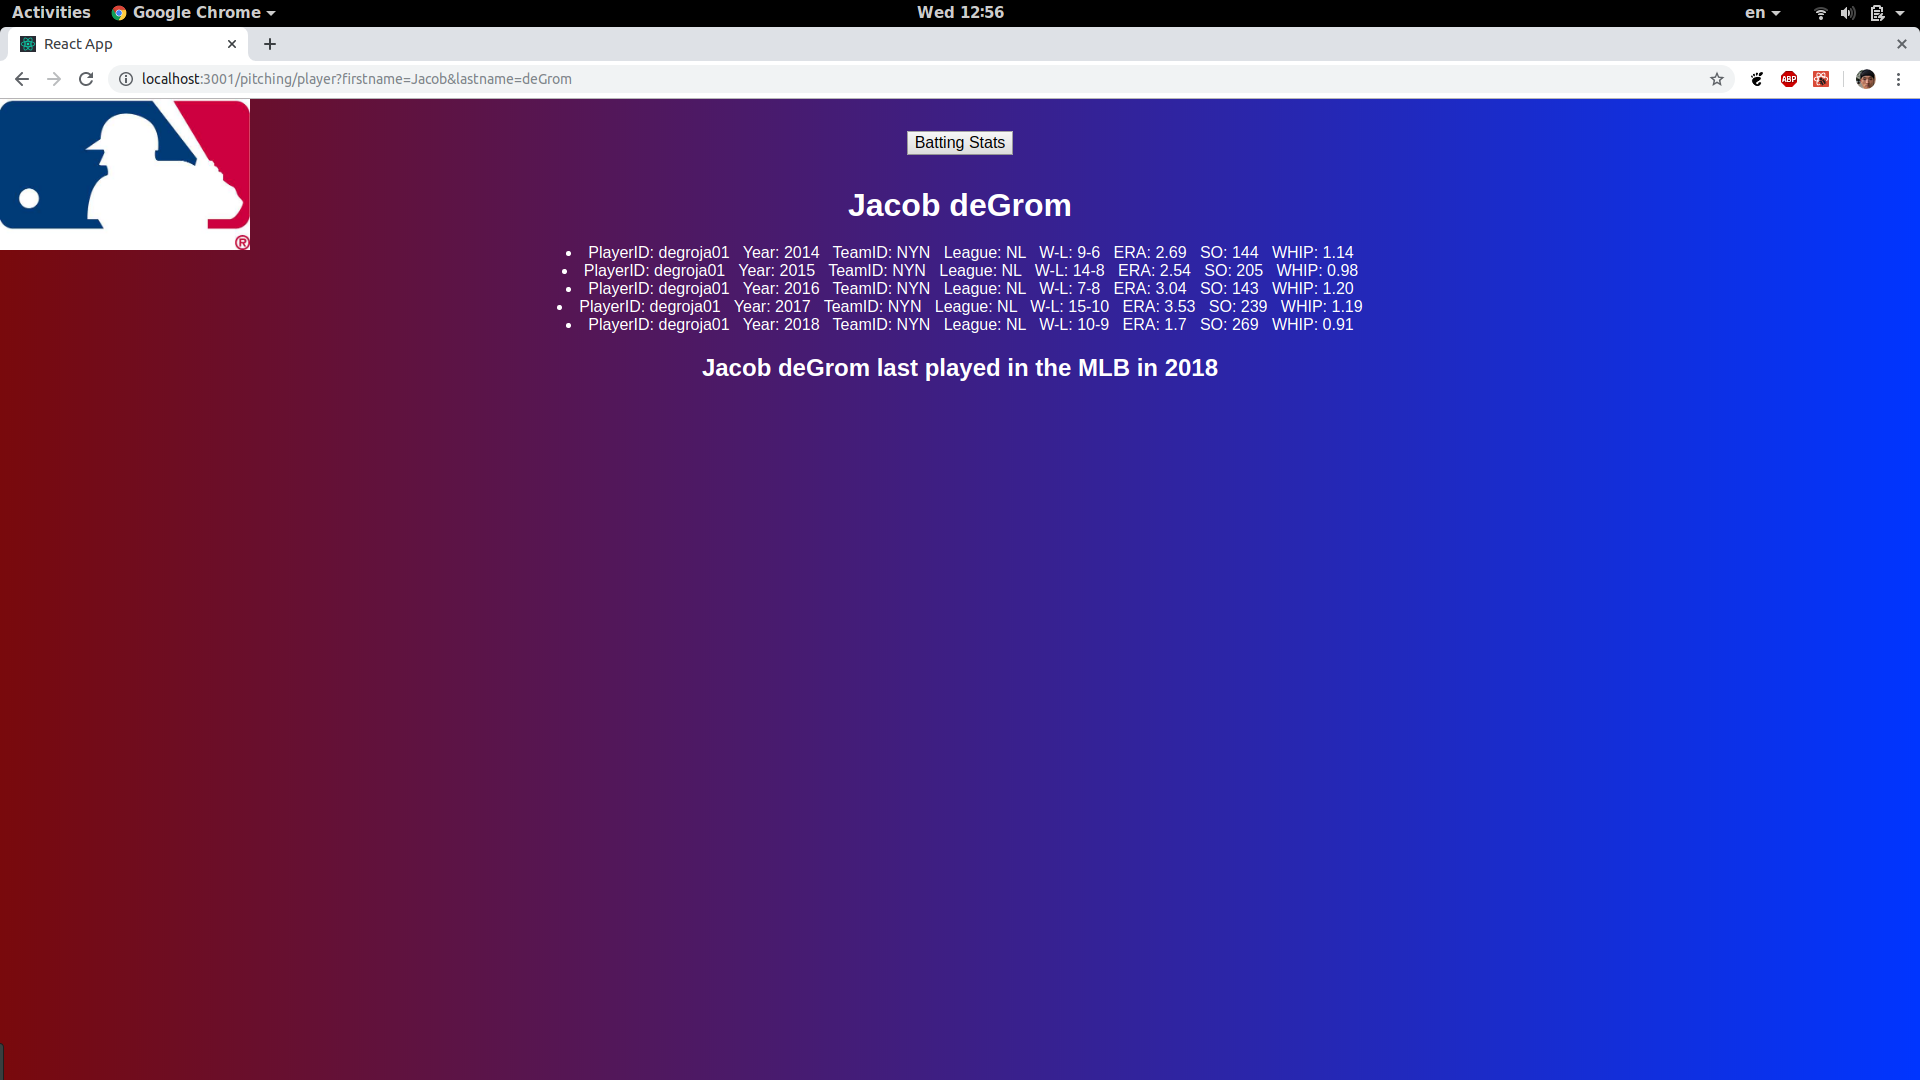 Activities Google Chrome Wed 12:56 en
React App
localhost:3001/pitching/player?firstname=Jacob&lastname=deGrom ABP
®
Batting Stats
Jacob deGrom
• PlayerID: degroja01 Year: 2014 TeamID: NYN League: NL W-L: 9-6 ERA: 2.69 SO: 144 WHIP: 1.14
• PlayerID: degroja01 Year: 2015 TeamID: NYN League: NL W-L: 14-8 ERA: 2.54 SO: 205 WHIP: 0.98
• PlayerID: degroja01 Year: 2016 TeamID: NYN League: NL W-L: 7-8 ERA: 3.04 SO: 143 WHIP: 1.20
• PlayerID: degroja01 Year: 2017 TeamID: NYN League: NL W-L: 15-10 ERA: 3.53 SO: 239 WHIP: 1.19
• PlayerID: degroja01 Year: 2018 TeamID: NYN League: NL W-L: 10-9 ERA: 1.7 SO: 269 WHIP: 0.91
Jacob deGrom last played in the MLB in 2018